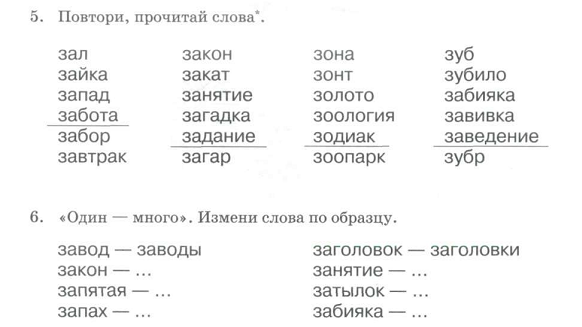 5. Повтори, прочитай слова*.
зал закон зона зуб
зайка закат зонт зубило
запад занятие золото забияка
забота загадка зоология завивка
забор задание зодиак заведение
завтрак загар зоопарк зубр
6. «Один — много». Измени слова по образцу.
завод — заводы заголовок — заголовки
закон — ... занятие — ...
запятая — ... затылок — ...
запах — ... забияка — ...